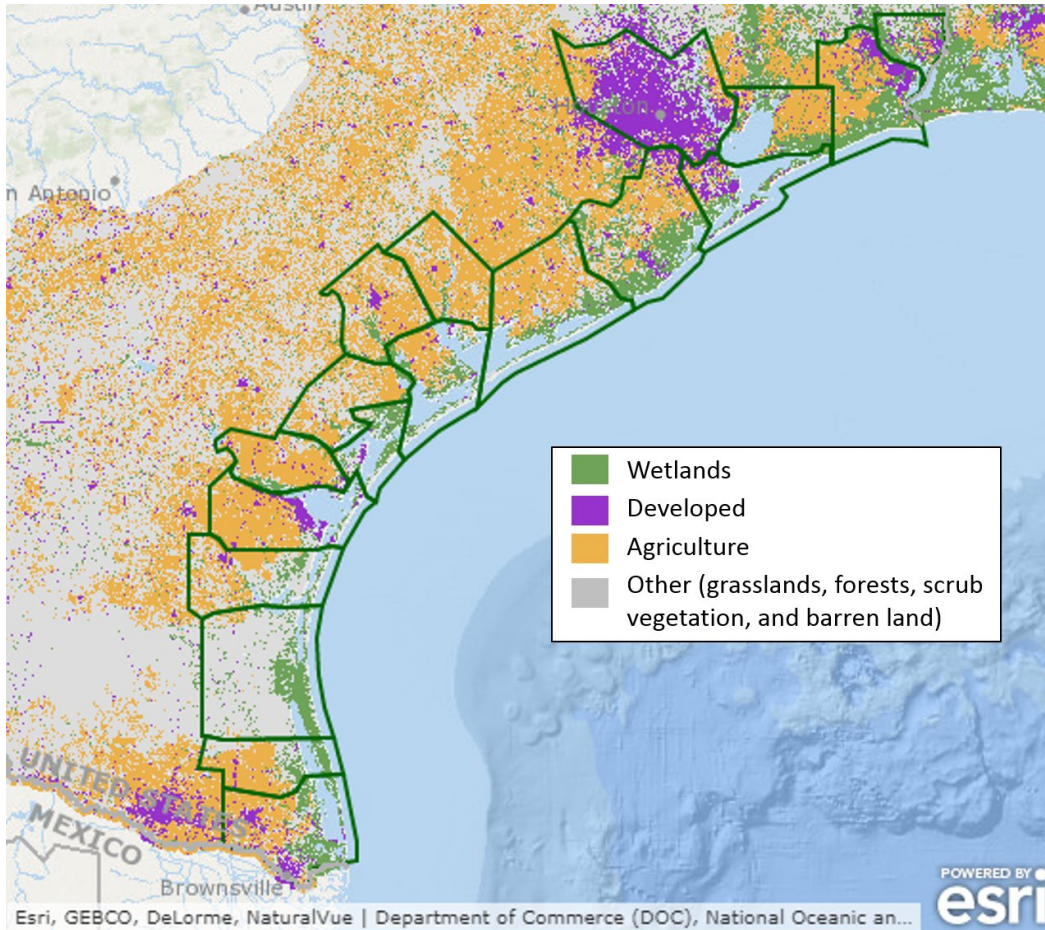 Austin
Houston
n Antonio
Wetlands
Developed
Agriculture
Other (grasslands, forests, scrub
vegetation, and barren land)
UNITED STATES
MEXICO
Brownsville
POWERED BY
esri
Esri, GEBCO, DeLorme, NaturalVue | Department of Commerce (DOC), National Oceanic an...